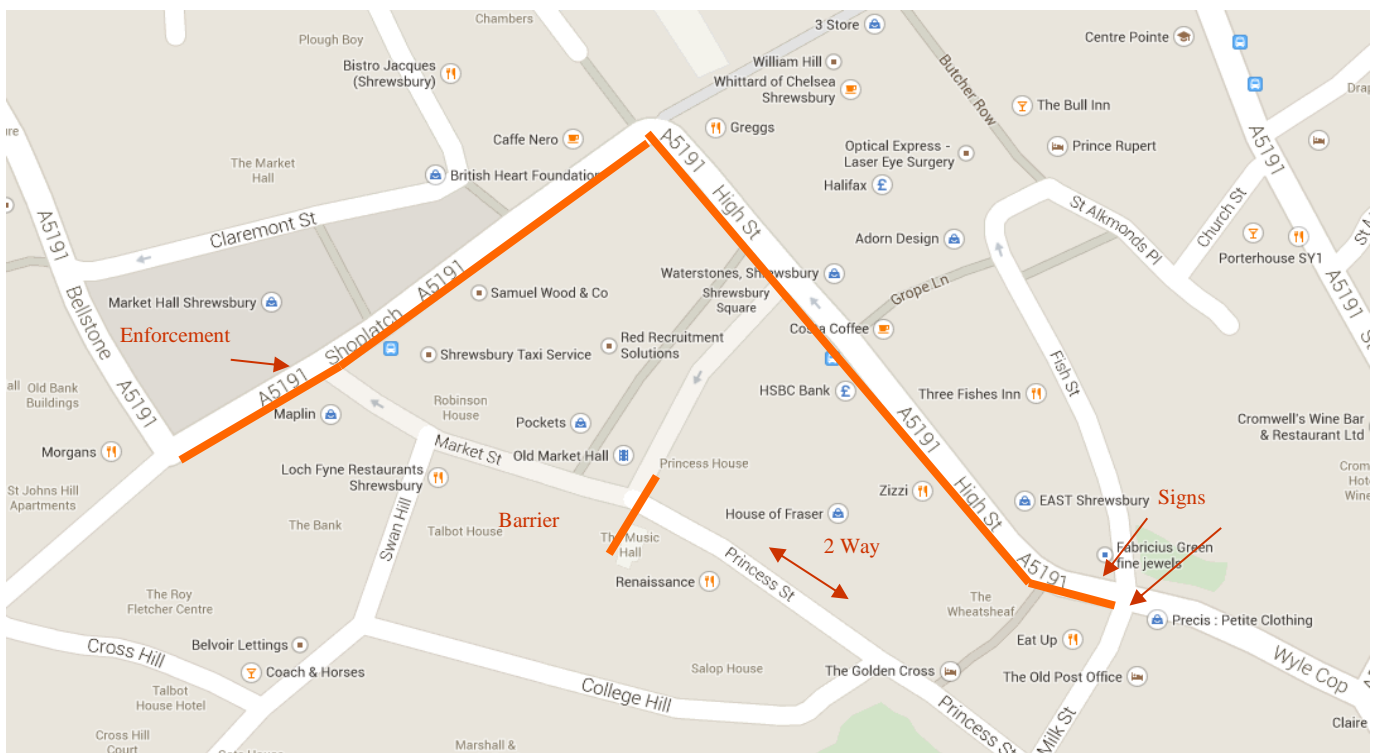 Chambers
3 Store
Plough Boy
Centre Pointe
Bistro Jacques
(Shrewsbury)
William Hill
Whittard of Chelsea
Shrewsbury
Butcher Row
The Bull Inn
Caffe Nero
A5191
Greggs
A5191
Optical Express -
Laser Eye Surgery
Prince Rupert
The Market
Hall
British Heart Foundation
Halifax
High St
St Alkmonds Pl
Church St
A5191
Claremont St
Adorn Design
Porterhouse SY1
A5191
A5191
Waterstones, Shrewsbury
Shrewsbury
Square
Grope Ln
Market Hall Shrewsbury
Samuel Wood & Co
Bellstone
Enforcement
Shoplatch
Costa Coffee
Red Recruitment
Solutions
Shrewsbury Taxi Service
Fish St
A5191
Old Bank
Buildings
A5191
Maplin
Robinson
House
HSBC Bank
Three Fishes Inn
A5191
Pockets
Cromwell's Wine Bar
& Restaurant Ltd
Morgans
Market St
Old Market Hall
Princess House
Loch Fyne Restaurants
Shrewsbury
St Johns Hill
Apartments
Zizzi
High St
EAST Shrewsbury
Signs
The Bank
Swan Hill
Talbot House
Barrier
House of Fraser
The Music
Hall
2 Way
Fabricius Green
fine jewels
Renaissance
Princess St
A5191
The Roy
Fletcher Centre
The
Wheatsheaf
Precis : Petite Clothing
Cross Hill
Belvoir Lettings
Eat Up
Wyle Cop
Coach & Horses
Salop House
The Golden Cross
The Old Post Office
Talbot
House Hotel
College Hill
Princess St
Milk St
Claire
Cross Hill
Court
Marshall &